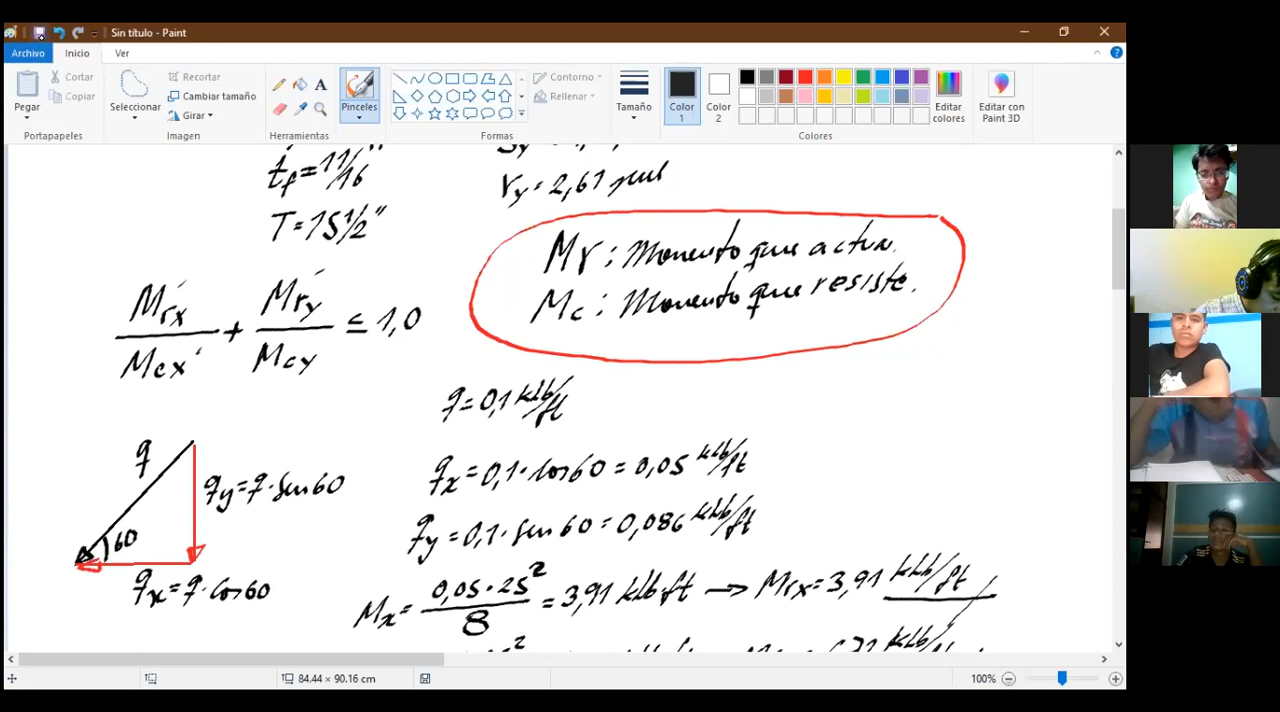 Sin título - Paint
Archivo Inicio Ver
Pegar
Cortar
Copiar
Portapapeles
Seleccionar
Recortar
Cambiar tamaño
Girar
Imagen
A
Herramientas
Pinceles
Contorno
Rellenar
Formas
Tamaño
Color 1
Color 2
Editar colores
Editar con Paint 3D
Colores
tf = 11/16"
T = 15 1/2"
ry = 2,61 pul
Mr : Momento que actua.
Mc : Momento que resiste.
Mrx/Mcx + Mry/Mcy ≤ 1,0
q = 0,1 klb/ft
q
60
qy = q·sen60
qx = q·cos60
qx = 0,1·cos60 = 0,05 klb/ft
qy = 0,1·sen60 = 0,086 klb/ft
Mx = 0,05·25²/8 = 3,91 klbft → Mrx = 3,91 klb/ft
84.44 × 90.16 cm
100%